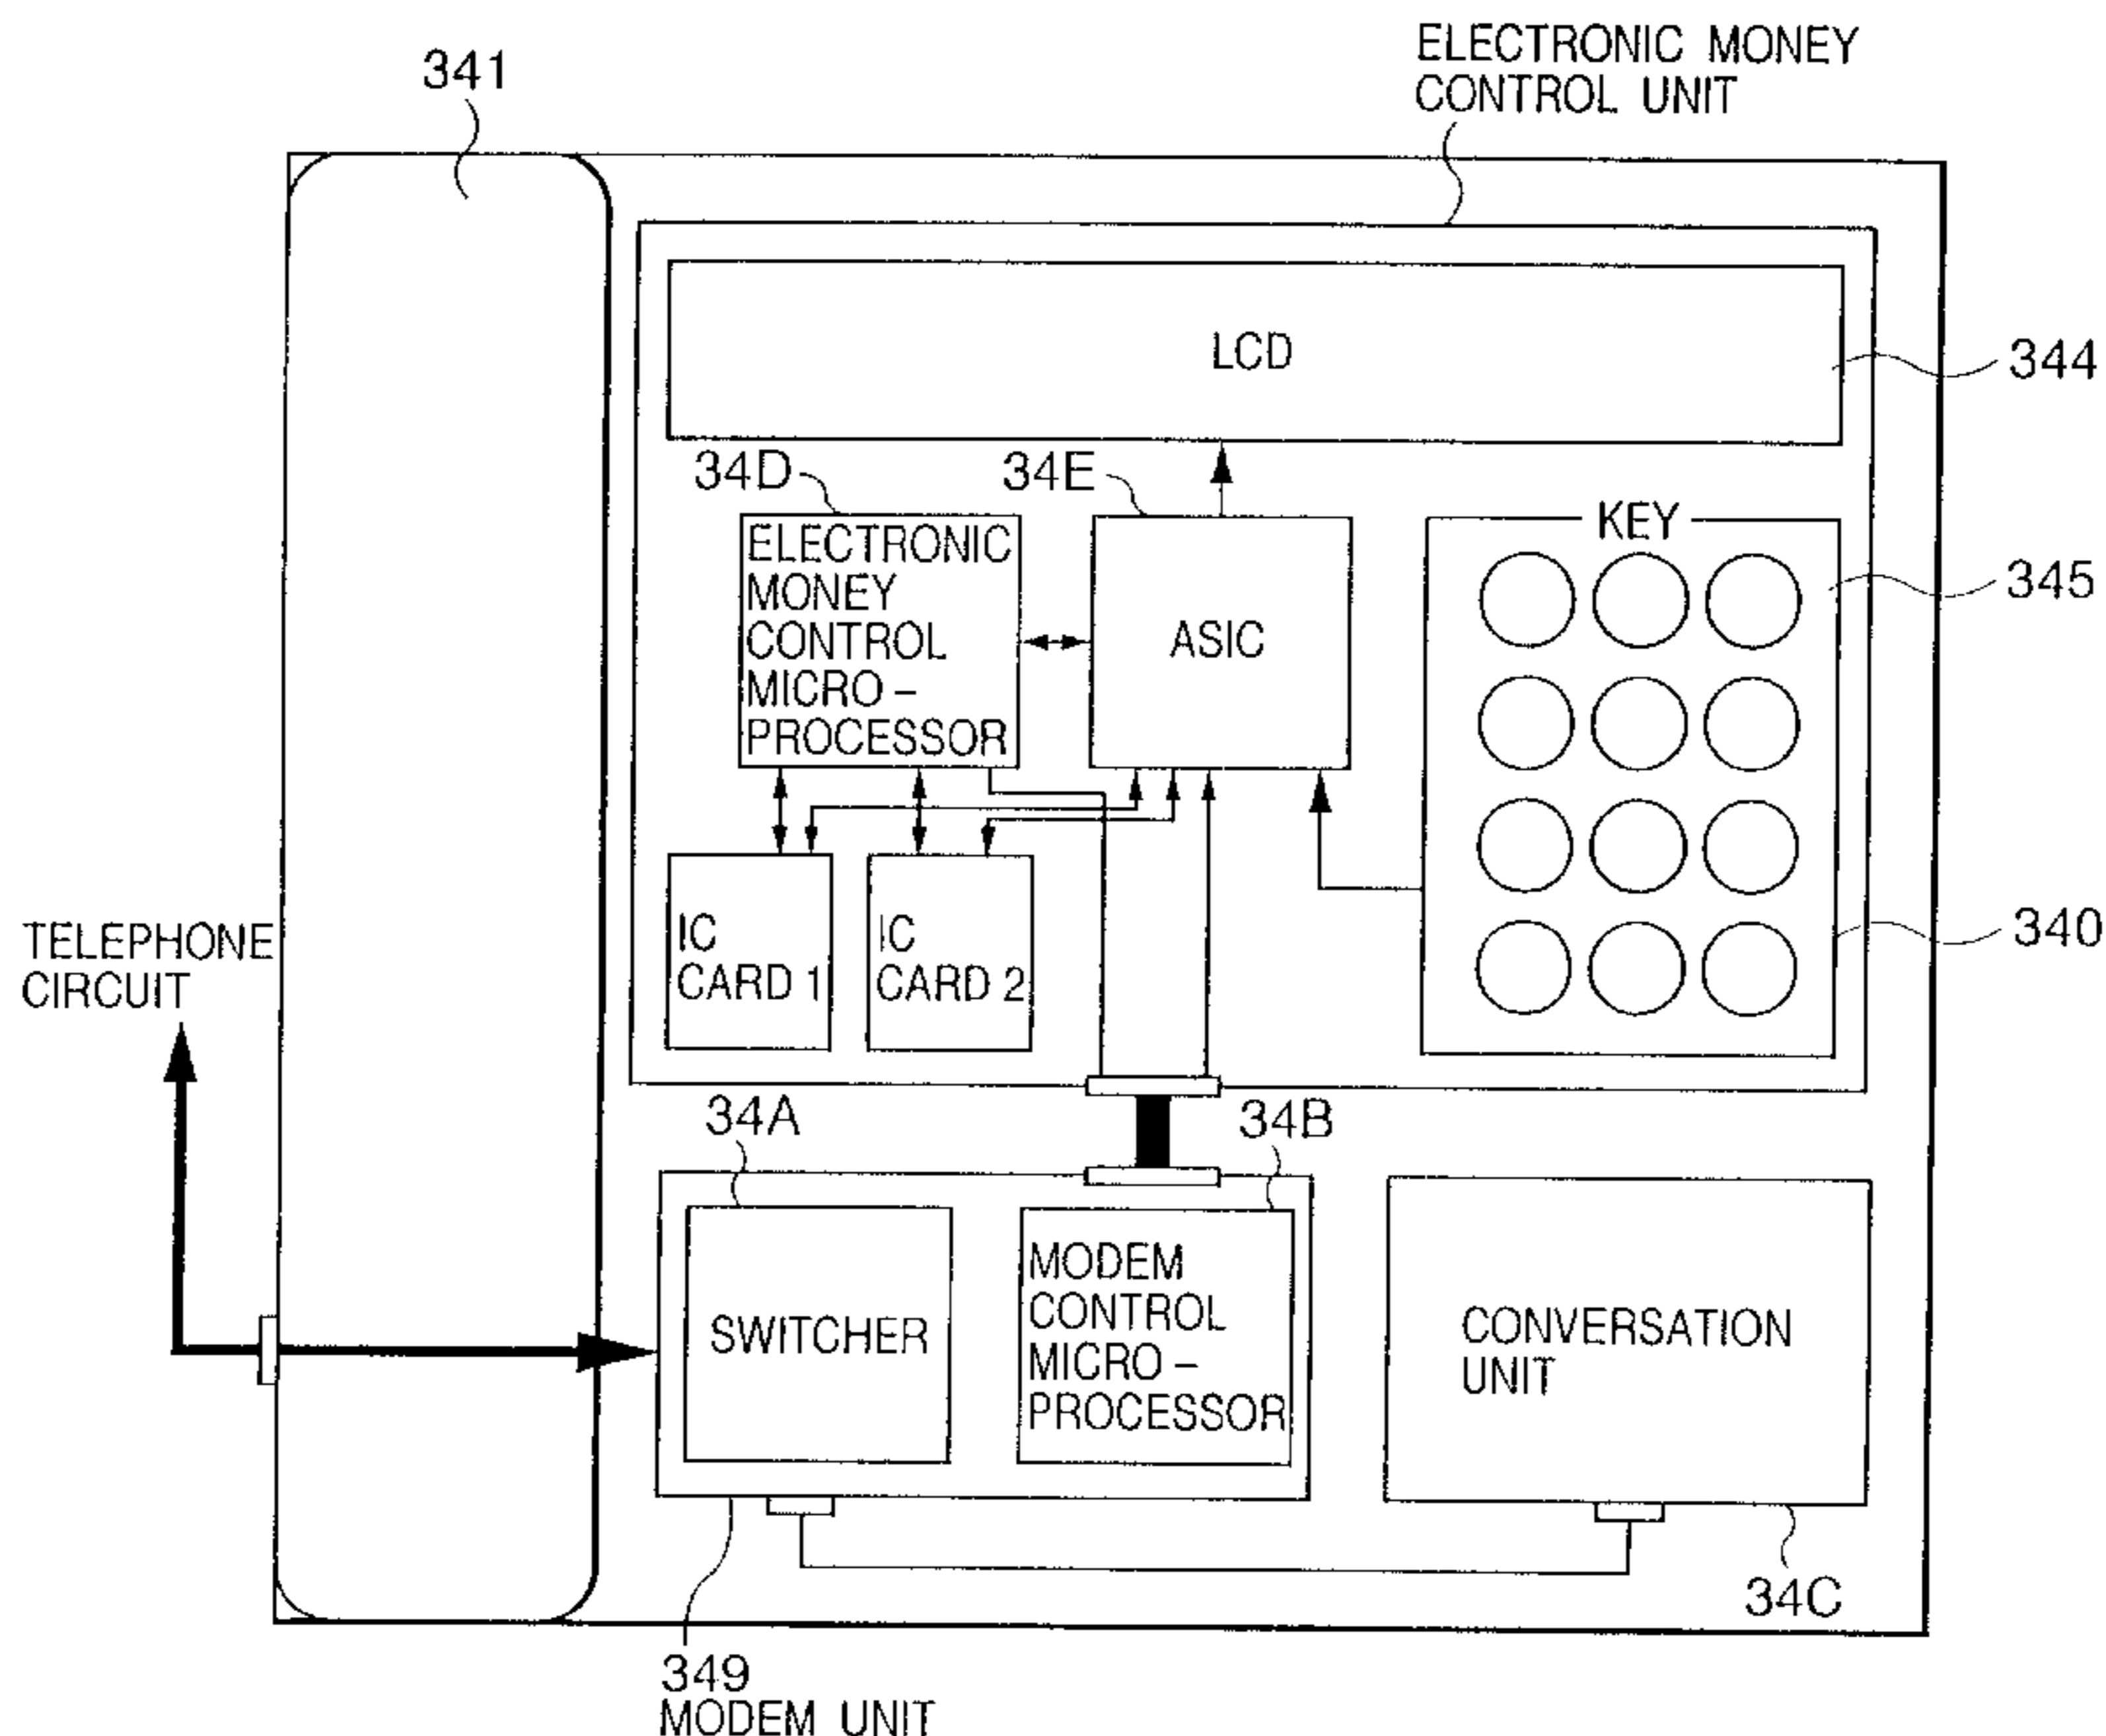 ELECTRONIC MONEY
CONTROL UNIT
341
LCD
344
34D
34E
KEY
ELECTRONIC
MONEY
CONTROL
MICRO –
PROCESSOR
ASIC
345
IC
CARD 1
IC
CARD 2
340
TELEPHONE
CIRCUIT
34A
34B
SWITCHER
MODEM
CONTROL
MICRO –
PROCESSOR
CONVERSATION
UNIT
34C
349
MODEM UNIT